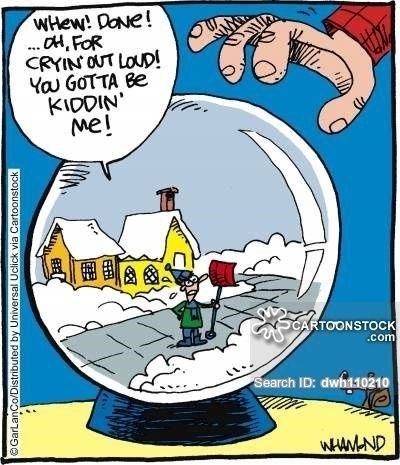 WHEW! DONE!
...OH, FOR
CRYIN' OUT LOUD!
YOU GOTTA BE
KIDDIN'
ME!
©GarLanCo/Distributed by Universal Uclick via Cartoonstock
CARTOONSTOCK
.com
Search ID: dwh110210
WHAMOND